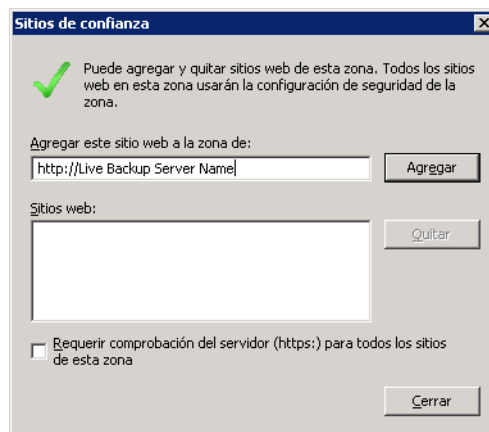 Sitios de confianza
Puede agregar y quitar sitios web de esta zona. Todos los sitios
web en esta zona usarán la configuración de seguridad de la
zona.
Agregar este sitio web a la zona de:
http://Live Backup Server Name
Agregar
Sitios web:
Quitar
Requerir comprobación del servidor (https:) para todos los sitios
de esta zona
Cerrar